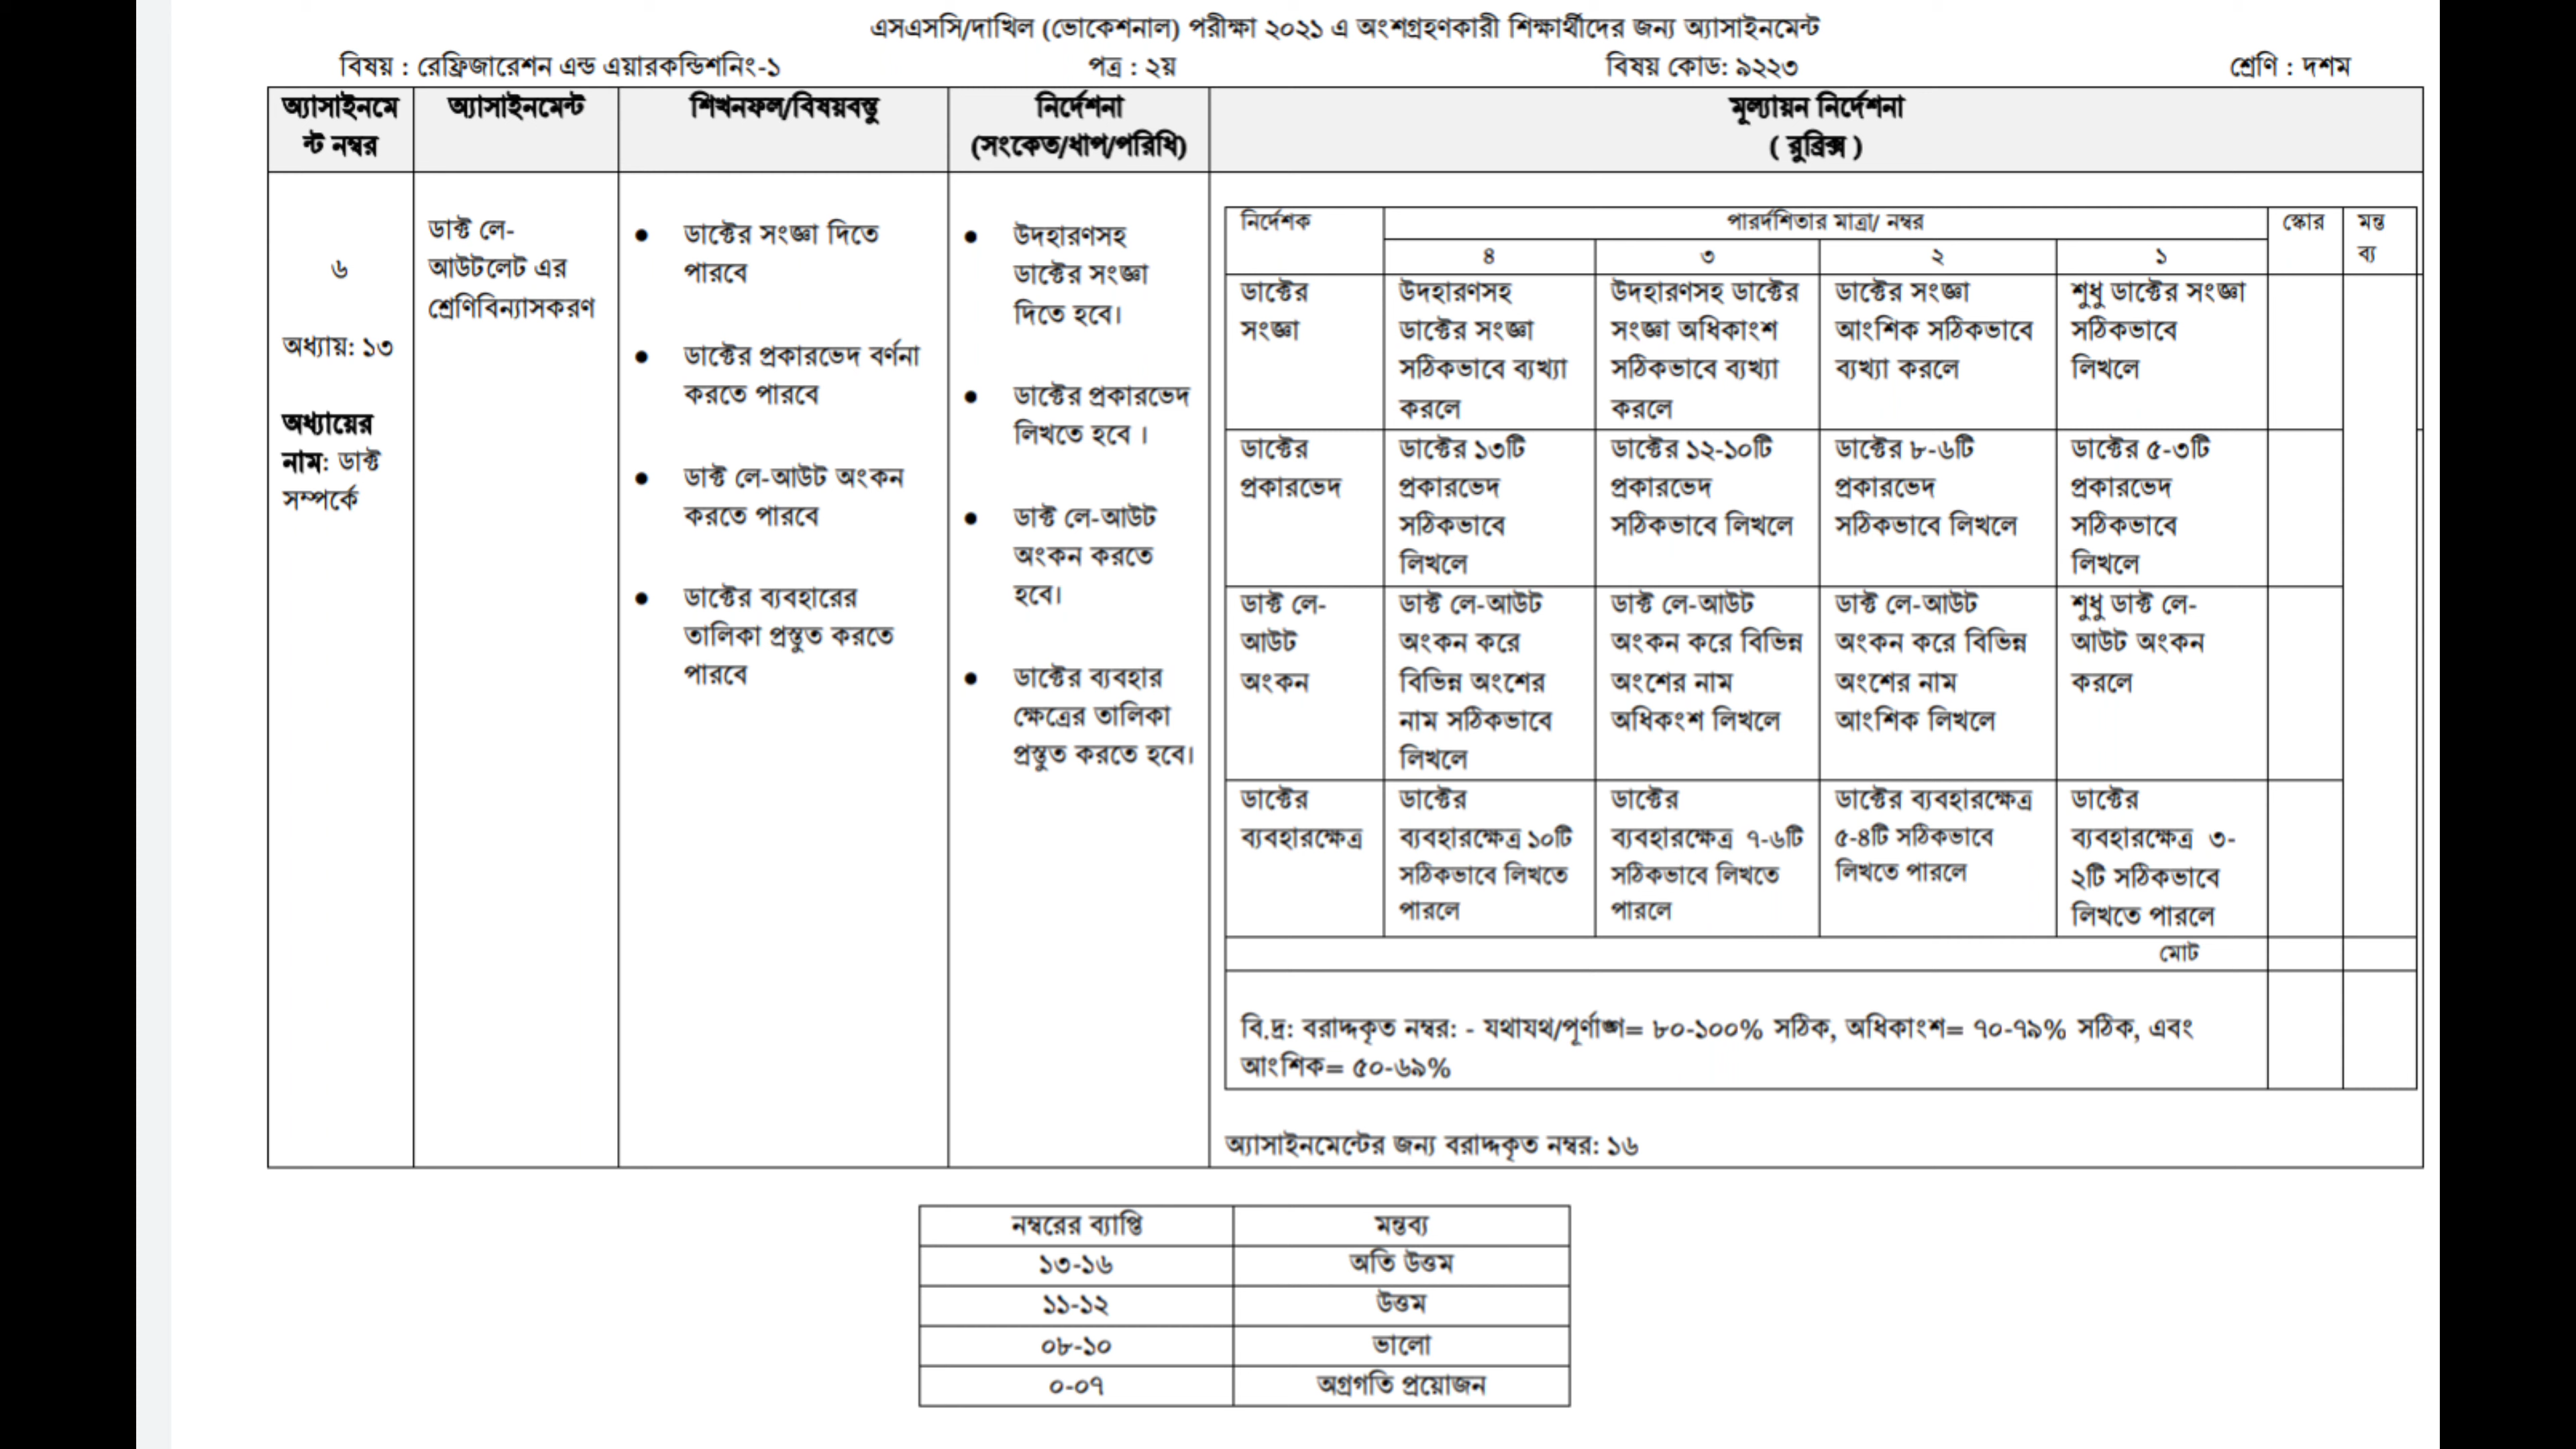 এসএসসি/দাখিল (ভোকেশনাল) পরীক্ষা ২০২১ এ অংশগ্রহণকারী শিক্ষার্থীদের জন্য অ্যাসাইনমেন্ট
বিষয় : রেফ্রিজারেশন এন্ড এয়ারকন্ডিশনিং-১ পত্র : ২য় বিষয় কোড: ৯২২৩ শ্রেণি : দশম
অ্যাসাইনমে
ন্ট নম্বর
অ্যাসাইনমেন্ট
শিখনফল/বিষয়বস্তু
নির্দেশনা
(সংকেত/ধাপ/পরিধি)
মূল্যায়ন নির্দেশনা
( রুব্রিক্স )
৬
অধ্যায়: ১৩
অধ্যায়ের
নাম: ডাক্ট
সম্পর্কে
ডাক্ট লে-
আউটলেট এর
শ্রেণিবিন্যাসকরণ
● ডাক্টের সংজ্ঞা দিতে
পারবে
● ডাক্টের প্রকারভেদ বর্ণনা
করতে পারবে
● ডাক্ট লে-আউট অংকন
করতে পারবে
● ডাক্টের ব্যবহারের
তালিকা প্রস্তুত করতে
পারবে
● উদহারণসহ
ডাক্টের সংজ্ঞা
দিতে হবে।
● ডাক্টের প্রকারভেদ
লিখতে হবে ।
● ডাক্ট লে-আউট
অংকন করতে
হবে।
● ডাক্টের ব্যবহার
ক্ষেত্রের তালিকা
প্রস্তুত করতে হবে।
নির্দেশক
পারর্দশিতার মাত্রা/ নম্বর
স্কোর
মন্ত
ব্য
৪ ৩ ২ ১
ডাক্টের
সংজ্ঞা
উদহারণসহ
ডাক্টের সংজ্ঞা
সঠিকভাবে ব্যখ্যা
করলে
উদহারণসহ ডাক্টের
সংজ্ঞা অধিকাংশ
সঠিকভাবে ব্যখ্যা
করলে
ডাক্টের সংজ্ঞা
আংশিক সঠিকভাবে
ব্যখ্যা করলে
শুধু ডাক্টের সংজ্ঞা
সঠিকভাবে
লিখলে
ডাক্টের
প্রকারভেদ
ডাক্টের ১৩টি
প্রকারভেদ
সঠিকভাবে
লিখলে
ডাক্টের ১২-১০টি
প্রকারভেদ
সঠিকভাবে লিখলে
ডাক্টের ৮-৬টি
প্রকারভেদ
সঠিকভাবে লিখলে
ডাক্টের ৫-৩টি
প্রকারভেদ
সঠিকভাবে
লিখলে
ডাক্ট লে-
আউট
অংকন
ডাক্ট লে-আউট
অংকন করে
বিভিন্ন অংশের
নাম সঠিকভাবে
লিখলে
ডাক্ট লে-আউট
অংকন করে বিভিন্ন
অংশের নাম
অধিকংশ লিখলে
ডাক্ট লে-আউট
অংকন করে বিভিন্ন
অংশের নাম
আংশিক লিখলে
শুধু ডাক্ট লে-
আউট অংকন
করলে
ডাক্টের
ব্যবহারক্ষেত্র
ডাক্টের
ব্যবহারক্ষেত্র ১০টি
সঠিকভাবে লিখতে
পারলে
ডাক্টের
ব্যবহারক্ষেত্র ৭-৬টি
সঠিকভাবে লিখতে
পারলে
ডাক্টের ব্যবহারক্ষেত্র
৫-৪টি সঠিকভাবে
লিখতে পারলে
ডাক্টের
ব্যবহারক্ষেত্র ৩-
২টি সঠিকভাবে
লিখতে পারলে
মোট
বি.দ্র: বরাদ্দকৃত নম্বর: - যথাযথ/পূর্ণাঙ্গ= ৮০-১০০% সঠিক, অধিকাংশ= ৭০-৭৯% সঠিক, এবং
আংশিক= ৫০-৬৯%
অ্যাসাইনমেন্টের জন্য বরাদ্দকৃত নম্বর: ১৬
নম্বরের ব্যাপ্তি মন্তব্য
১৩-১৬ অতি উত্তম
১১-১২ উত্তম
০৮-১০ ভালো
০-০৭ অগ্রগতি প্রয়োজন